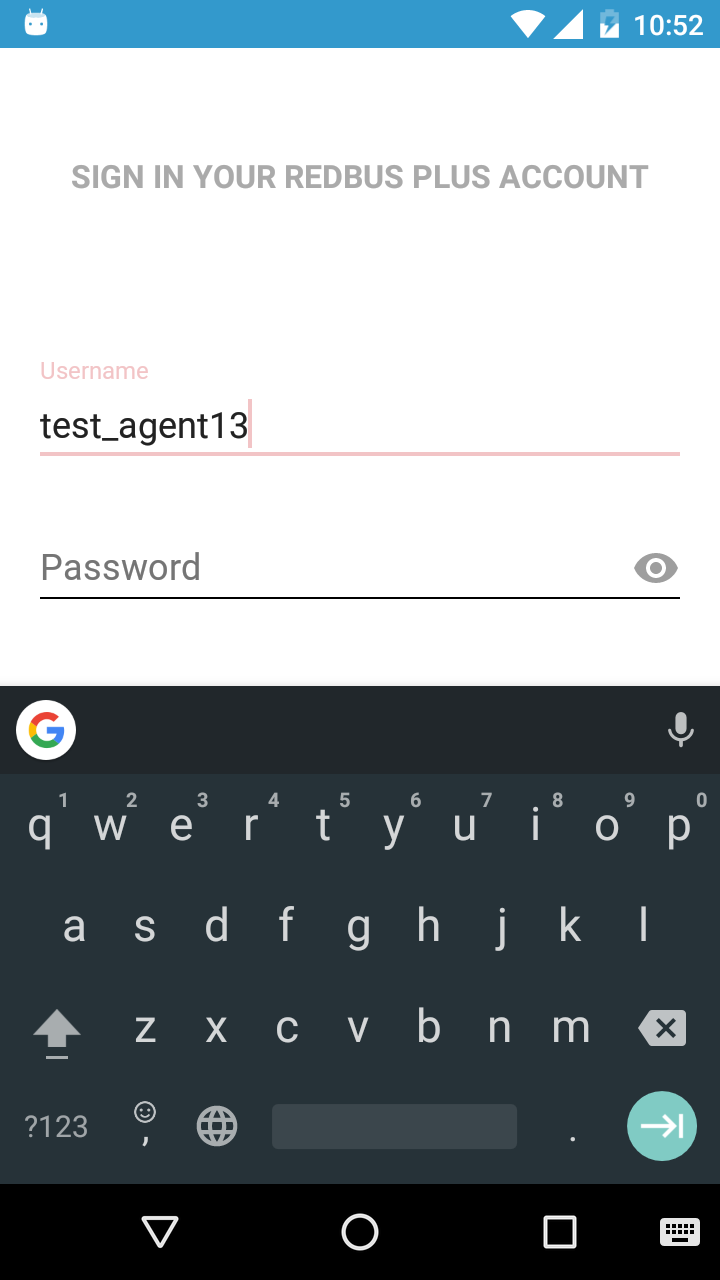 10:52
SIGN IN YOUR REDBUS PLUS ACCOUNT
Username
test_agent13
Password
G
1 2 3 4 5 6 7 8 9 0
q w e r t y u i o p
a s d f g h j k l
z x c v b n m
?123 , .